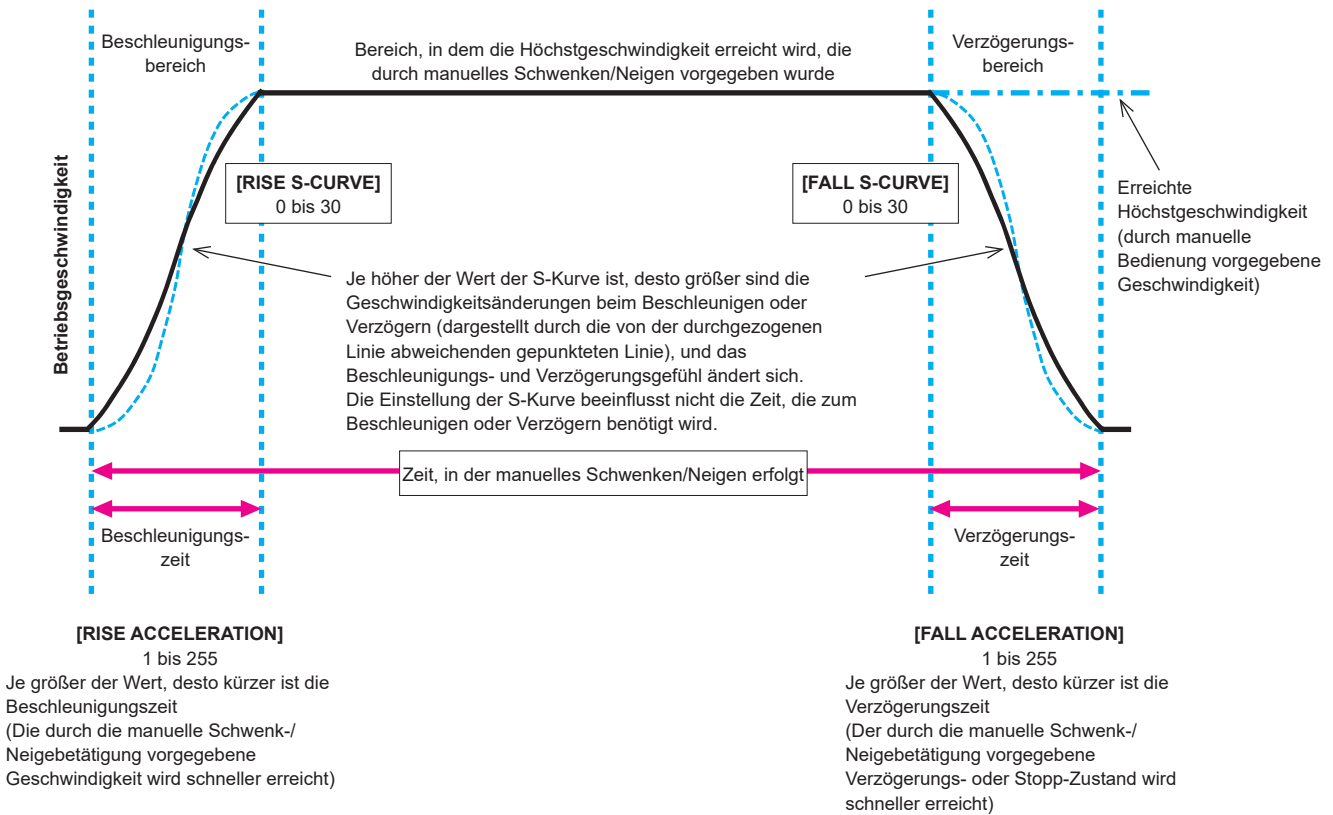 Beschleunigungs-
bereich
Bereich, in dem die Höchstgeschwindigkeit erreicht wird, die
durch manuelles Schwenken/Neigen vorgegeben wurde
Verzögerungs-
bereich
Betriebsgeschwindigkeit
[RISE S-CURVE]
0 bis 30
[FALL S-CURVE]
0 bis 30
Erreichte
Höchstgeschwindigkeit
(durch manuelle
Bedienung vorgegebene
Geschwindigkeit)
Je höher der Wert der S-Kurve ist, desto größer sind die
Geschwindigkeitsänderungen beim Beschleunigen oder
Verzögern (dargestellt durch die von der durchgezogenen
Linie abweichenden gepunkteten Linie), und das
Beschleunigungs- und Verzögerungsgefühl ändert sich.
Die Einstellung der S-Kurve beeinflusst nicht die Zeit, die zum
Beschleunigen oder Verzögern benötigt wird.
Zeit, in der manuelles Schwenken/Neigen erfolgt
Beschleunigungs-
zeit
Verzögerungs-
zeit
[RISE ACCELERATION]
1 bis 255
Je größer der Wert, desto kürzer ist die
Beschleunigungszeit
(Die durch die manuelle Schwenk-/
Neigebetätigung vorgegebene
Geschwindigkeit wird schneller erreicht)
[FALL ACCELERATION]
1 bis 255
Je größer der Wert, desto kürzer ist die
Verzögerungszeit
(Der durch die manuelle Schwenk-/
Neigebetätigung vorgegebene
Verzögerungs- oder Stopp-Zustand wird
schneller erreicht)